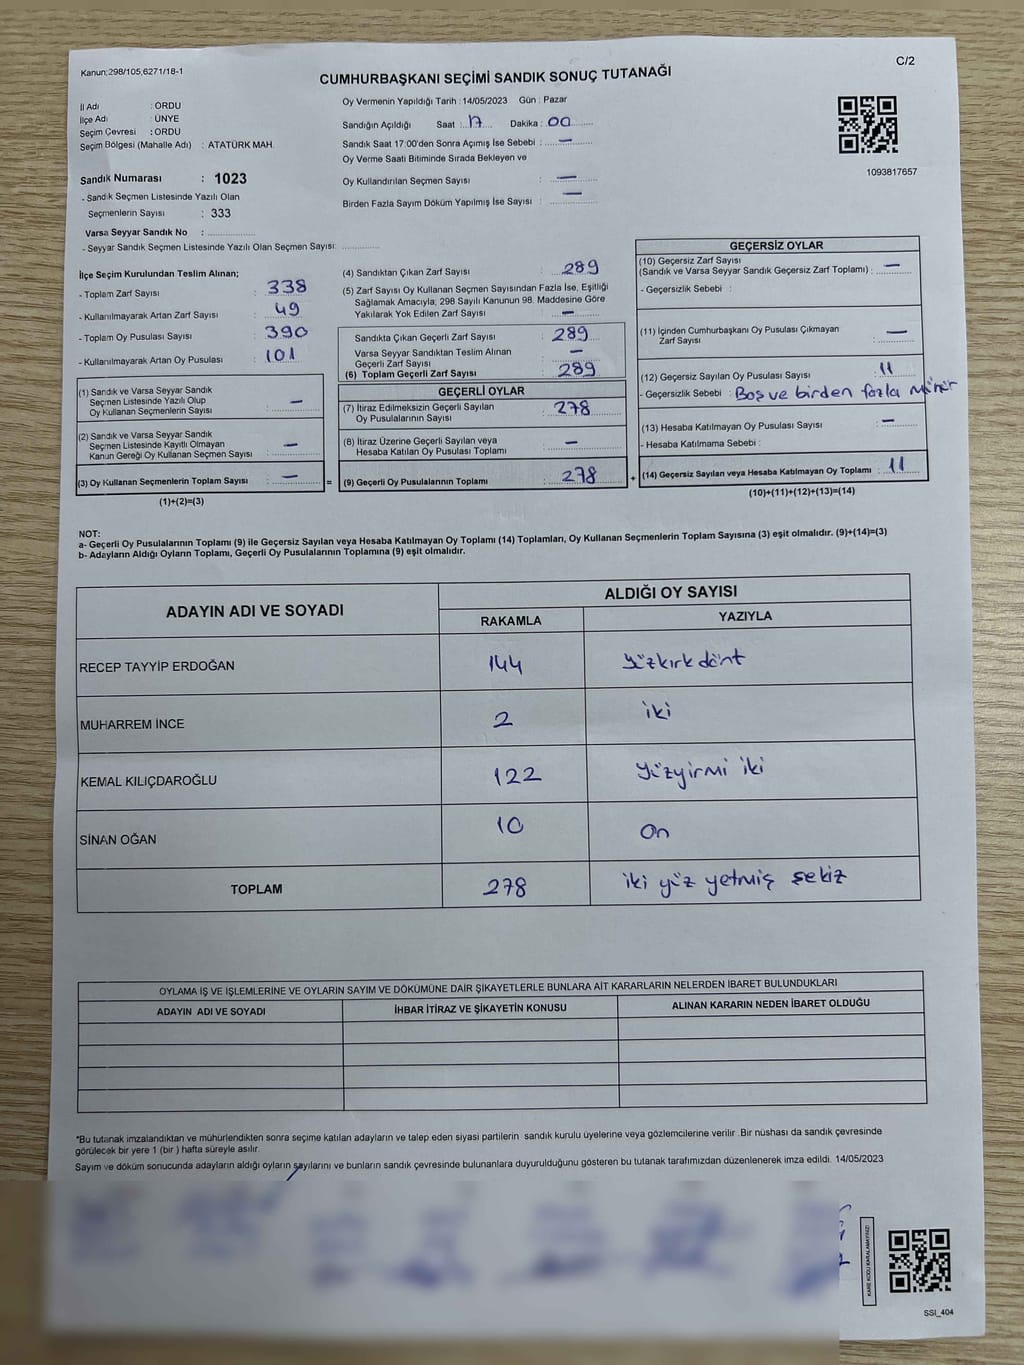 Kanun:298/105,6271/18-1
C/2
CUMHURBAŞKANI SEÇİMİ SANDIK SONUÇ TUTANAĞI
İl Adı : ORDU
İlçe Adı : ÜNYE
Seçim Çevresi : ORDU
Seçim Bölgesi (Mahalle Adı) : ATATÜRK MAH.
Sandık Numarası : 1023
- Sandık Seçmen Listesinde Yazılı Olan
Seçmenlerin Sayısı : 333
Varsa Seyyar Sandık No :
- Seyyar Sandık Seçmen Listesinde Yazılı Olan Seçmen Sayısı:
Oy Vermenin Yapıldığı Tarih : 14/05/2023 Gün : Pazar
Sandığın Açıldığı Saat : 17 Dakika : 00
Sandık Saat 17:00'den Sonra Açımış İse Sebebi : —
Oy Verme Saati Bitiminde Sırada Bekleyen ve
Oy Kullandırılan Seçmen Sayısı : —
Birden Fazla Sayım Döküm Yapılmış İse Sayısı : —
1093817657
İlçe Seçim Kurulundan Teslim Alınan;
- Toplam Zarf Sayısı : 338
- Kullanılmayarak Artan Zarf Sayısı : 49
- Toplam Oy Pusulası Sayısı : 390
- Kullanılmayarak Artan Oy Pusulası : 101
(1) Sandık ve Varsa Seyyar Sandık
Seçmen Listesinde Yazılı Olup
Oy Kullanan Seçmenlerin Sayısı : —
(2) Sandık ve Varsa Seyyar Sandık
Seçmen Listesinde Kayıtlı Olmayan
Kanun Gereği Oy Kullanan Seçmen Sayısı : —
(3) Oy Kullanan Seçmenlerin Toplam Sayısı : —
(1)+(2)=(3)
=
(4) Sandıktan Çıkan Zarf Sayısı : 289
(5) Zarf Sayısı Oy Kullanan Seçmen Sayısından Fazla İse, Eşitliği
Sağlamak Amacıyla; 298 Sayılı Kanunun 98. Maddesine Göre
Yakılarak Yok Edilen Zarf Sayısı : —
Sandıkta Çıkan Geçerli Zarf Sayısı : 289
Varsa Seyyar Sandıktan Teslim Alınan
Geçerli Zarf Sayısı : —
(6) Toplam Geçerli Zarf Sayısı : 289
GEÇERLİ OYLAR
(7) İtiraz Edilmeksizin Geçerli Sayılan
Oy Pusulalarının Sayısı : 278
(8) İtiraz Üzerine Geçerli Sayılan veya
Hesaba Katılan Oy Pusulası Toplamı : —
(9) Geçerli Oy Pusulalarının Toplamı : 278
+
GEÇERSİZ OYLAR
(10) Geçersiz Zarf Sayısı
(Sandık ve Varsa Seyyar Sandık Geçersiz Zarf Toplamı) : —
- Geçersizlik Sebebi :
(11) İçinden Cumhurbaşkanı Oy Pusulası Çıkmayan
Zarf Sayısı : —
(12) Geçersiz Sayılan Oy Pusulası Sayısı : 11
- Geçersizlik Sebebi : Boş ve birden fazla mühür
(13) Hesaba Katılmayan Oy Pusulası Sayısı : —
- Hesaba Katılmama Sebebi :
(14) Geçersiz Sayılan veya Hesaba Katılmayan Oy Toplamı : 11
(10)+(11)+(12)+(13)=(14)
NOT:
a- Geçerli Oy Pusulalarının Toplamı (9) ile Geçersiz Sayılan veya Hesaba Katılmayan Oy Toplamı (14) Toplamları, Oy Kullanan Seçmenlerin Toplam Sayısına (3) eşit olmalıdır. (9)+(14)=(3)
b- Adayların Aldığı Oyların Toplamı, Geçerli Oy Pusulalarının Toplamına (9) eşit olmalıdır.
ADAYIN ADI VE SOYADI
ALDIĞI OY SAYISI
RAKAMLA YAZIYLA
RECEP TAYYİP ERDOĞAN 144 yüzkırk dört
MUHARREM İNCE 2 iki
KEMAL KILIÇDAROĞLU 122 yüzyirmi iki
SİNAN OĞAN 10 On
TOPLAM 278 iki yüz yetmiş sekiz
OYLAMA İŞ VE İŞLEMLERİNE VE OYLARIN SAYIM VE DÖKÜMÜNE DAİR ŞİKAYETLERLE BUNLARA AİT KARARLARIN NELERDEN İBARET BULUNDUKLARI
ADAYIN ADI VE SOYADI İHBAR İTİRAZ VE ŞİKAYETİN KONUSU ALINAN KARARIN NEDEN İBARET OLDUĞU
*Bu tutanak imzalandıktan ve mühürlendikten sonra seçime katılan adayların ve talep eden siyasi partilerin sandık kurulu üyelerine veya gözlemcilerine verilir. Bir nüshası da sandık çevresinde
görülecek bir yere 1 (bir ) hafta süreyle asılır.
Sayım ve döküm sonucunda adayların aldığı oyların sayılarını ve bunların sandık çevresinde bulunanlara duyurulduğunu gösteren bu tutanak tarafımızdan düzenlenerek imza edildi. 14/05/2023
KARE KODU KARALAMAYINIZ!
SSI_404